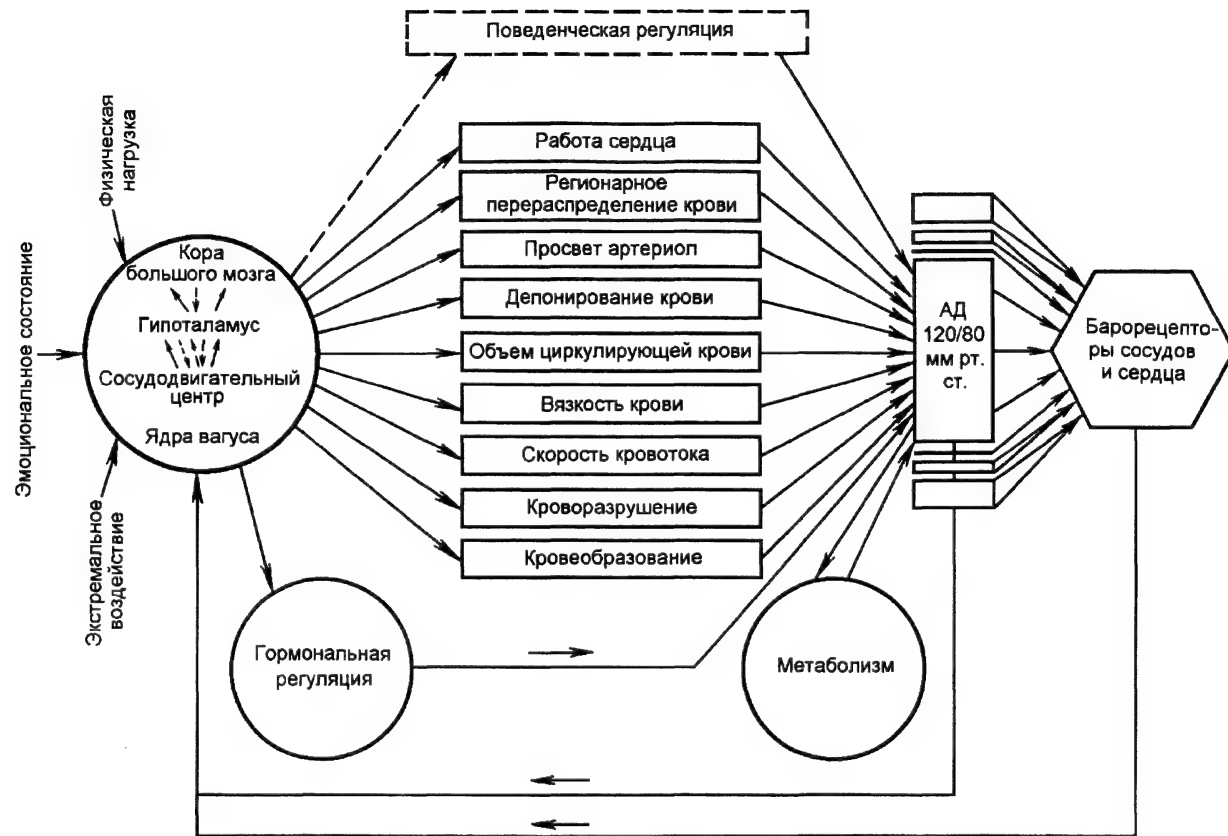 Поведенческая регуляция
Физическая
нагрузка
Эмоциональное состояние
Экстремальное
воздействие
Кора
большого мозга
Гипоталамус
Сосудодвигательный
центр
Ядра вагуса
Работа сердца
Регионарное
перераспределение крови
Просвет артериол
Депонирование крови
Объем циркулирующей крови
Вязкость крови
Скорость кровотока
Кроворазрушение
Кровеобразование
АД
120/80
мм рт.
ст.
Барорецепто-
ры сосудов
и сердца
Гормональная
регуляция
Метаболизм